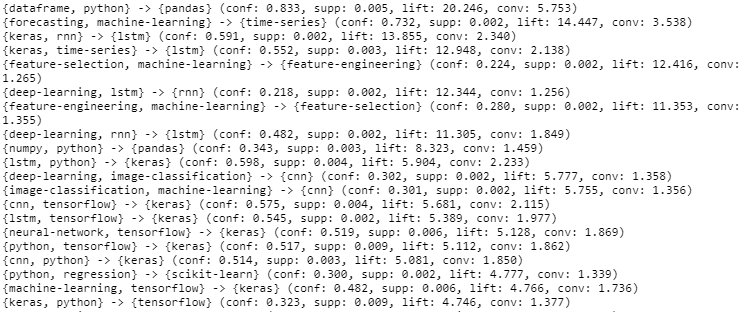 {dataframe, python} -> {pandas} (conf: 0.833, supp: 0.005, lift: 20.246, conv: 5.753)
{forecasting, machine-learning} -> {time-series} (conf: 0.732, supp: 0.002, lift: 14.447, conv: 3.538)
{keras, rnn} -> {lstm} (conf: 0.591, supp: 0.002, lift: 13.855, conv: 2.340)
{keras, time-series} -> {lstm} (conf: 0.552, supp: 0.003, lift: 12.948, conv: 2.138)
{feature-selection, machine-learning} -> {feature-engineering} (conf: 0.224, supp: 0.002, lift: 12.416, conv:
1.265)
{deep-learning, lstm} -> {rnn} (conf: 0.218, supp: 0.002, lift: 12.344, conv: 1.256)
{feature-engineering, machine-learning} -> {feature-selection} (conf: 0.280, supp: 0.002, lift: 11.353, conv:
1.355)
{deep-learning, rnn} -> {lstm} (conf: 0.482, supp: 0.002, lift: 11.305, conv: 1.849)
{numpy, python} -> {pandas} (conf: 0.343, supp: 0.003, lift: 8.323, conv: 1.459)
{lstm, python} -> {keras} (conf: 0.598, supp: 0.004, lift: 5.904, conv: 2.233)
{deep-learning, image-classification} -> {cnn} (conf: 0.302, supp: 0.002, lift: 5.777, conv: 1.358)
{image-classification, machine-learning} -> {cnn} (conf: 0.301, supp: 0.002, lift: 5.755, conv: 1.356)
{cnn, tensorflow} -> {keras} (conf: 0.575, supp: 0.004, lift: 5.681, conv: 2.115)
{lstm, tensorflow} -> {keras} (conf: 0.545, supp: 0.002, lift: 5.389, conv: 1.977)
{neural-network, tensorflow} -> {keras} (conf: 0.519, supp: 0.006, lift: 5.128, conv: 1.869)
{python, tensorflow} -> {keras} (conf: 0.517, supp: 0.009, lift: 5.112, conv: 1.862)
{cnn, python} -> {keras} (conf: 0.514, supp: 0.003, lift: 5.081, conv: 1.850)
{python, regression} -> {scikit-learn} (conf: 0.300, supp: 0.002, lift: 4.777, conv: 1.339)
{machine-learning, tensorflow} -> {keras} (conf: 0.482, supp: 0.006, lift: 4.766, conv: 1.736)
{keras, python} -> {tensorflow} (conf: 0.323, supp: 0.009, lift: 4.746, conv: 1.377)